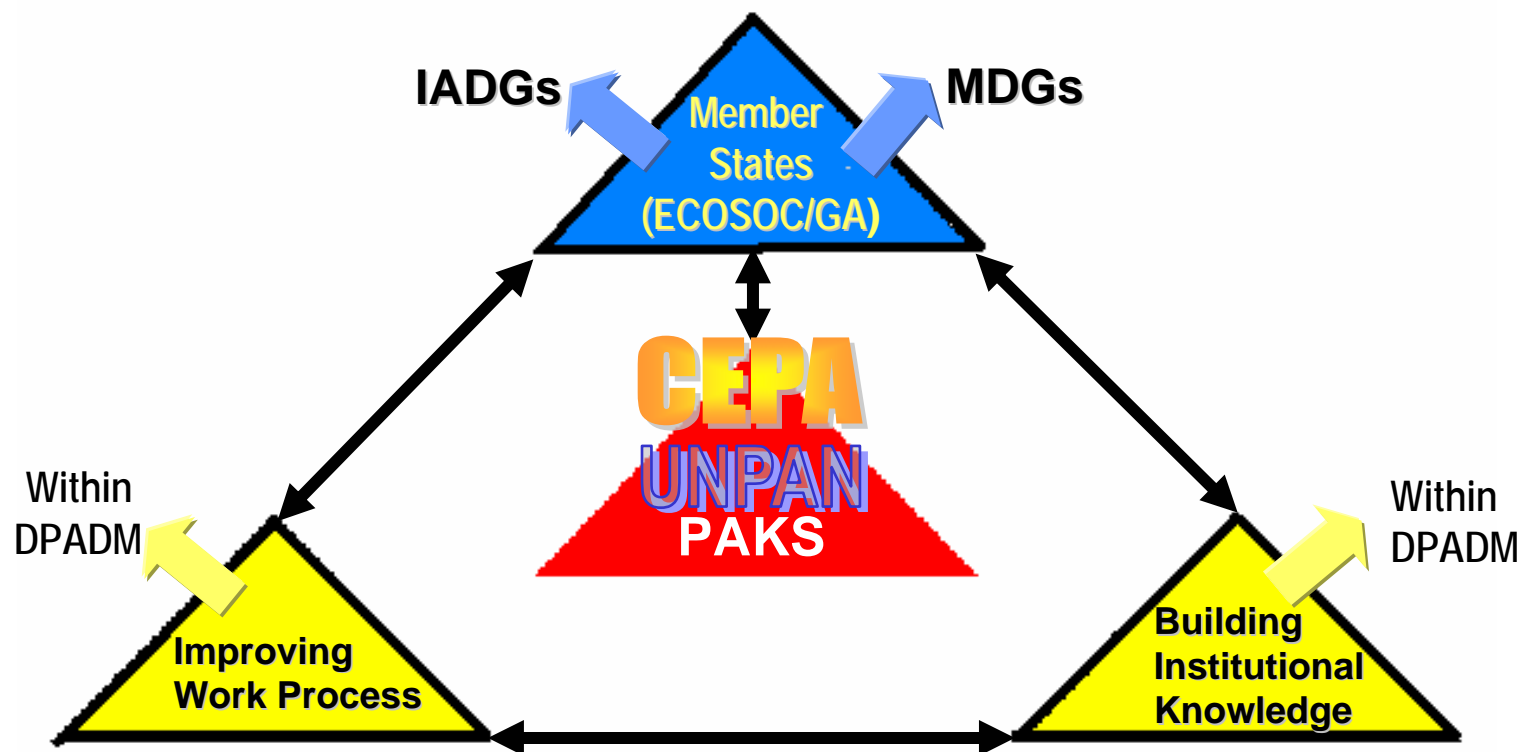 IADGs
MDGs
Member
States
(ECOSOC/GA)
CEPA
UNPAN
PAKS
Within
DPADM
Within
DPADM
Improving
Work Process
Building
Institutional
Knowledge